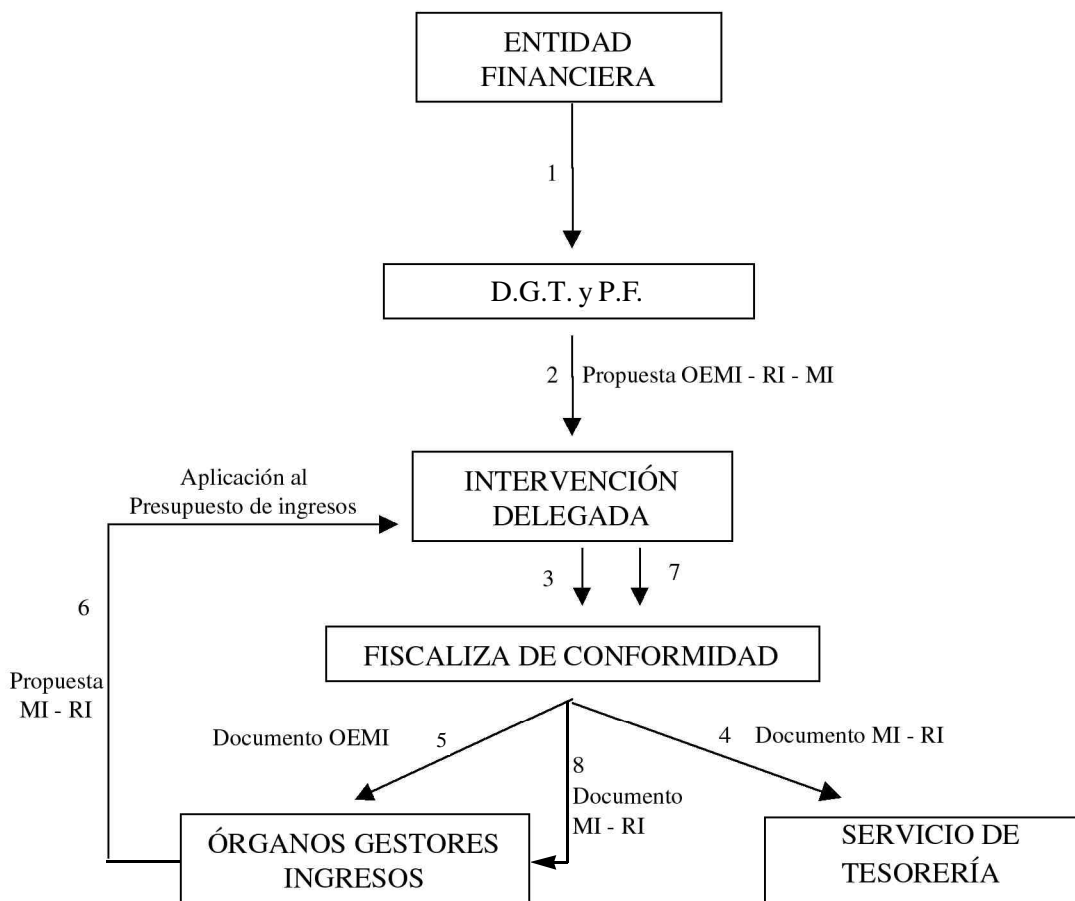 ENTIDAD
FINANCIERA
1
D.G.T. y P.F.
2 Propuesta OEMI - RI - MI
INTERVENCIÓN
DELEGADA
Aplicación al
Presupuesto de ingresos
3
7
6
FISCALIZA DE CONFORMIDAD
Propuesta
MI - RI
Documento OEMI
5
4 Documento MI - RI
8
Documento
MI - RI
ÓRGANOS GESTORES
INGRESOS
SERVICIO DE
TESORERÍA